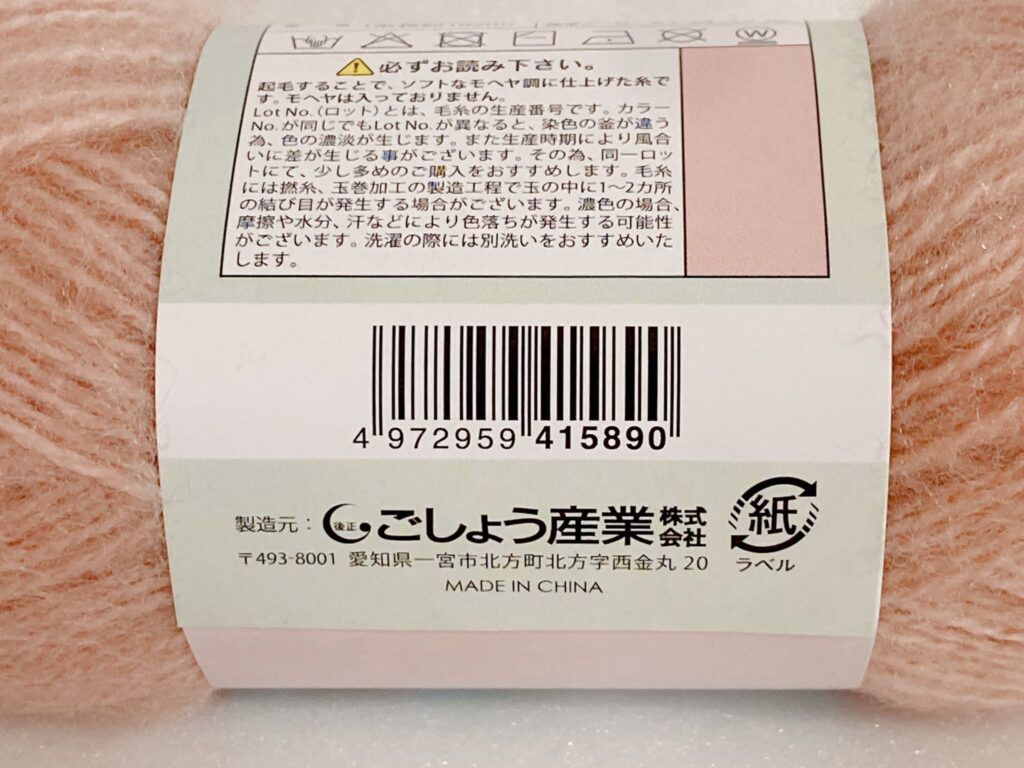 W
必ずお読み下さい。
起毛することで、ソフトなモヘヤ調に仕上げた糸で
す。モヘヤは入っておりません。
Lot No.(ロット)とは、毛糸の生産番号です。カラー
No.が同じでもLot No.が異なると、染色の釜が違う
為、色の濃淡が生じます。また生産時期により風合
いに差が生じる事がございます。その為、同一ロッ
トにて、少し多めのご購入をおすすめします。毛糸
には撚糸、玉巻加工の製造工程で玉の中に1〜2カ所
の結び目が発生する場合がございます。濃色の場合、
摩擦や水分、汗などにより色落ちが発生する可能性
がございます。洗濯の際には別洗いをおすすめいた
します。
4 972959 415890
製造元: 後正 ごしょう産業 株式会社
〒493-8001 愛知県一宮市北方町北方字西金丸 20
MADE IN CHINA
紙
ラベル